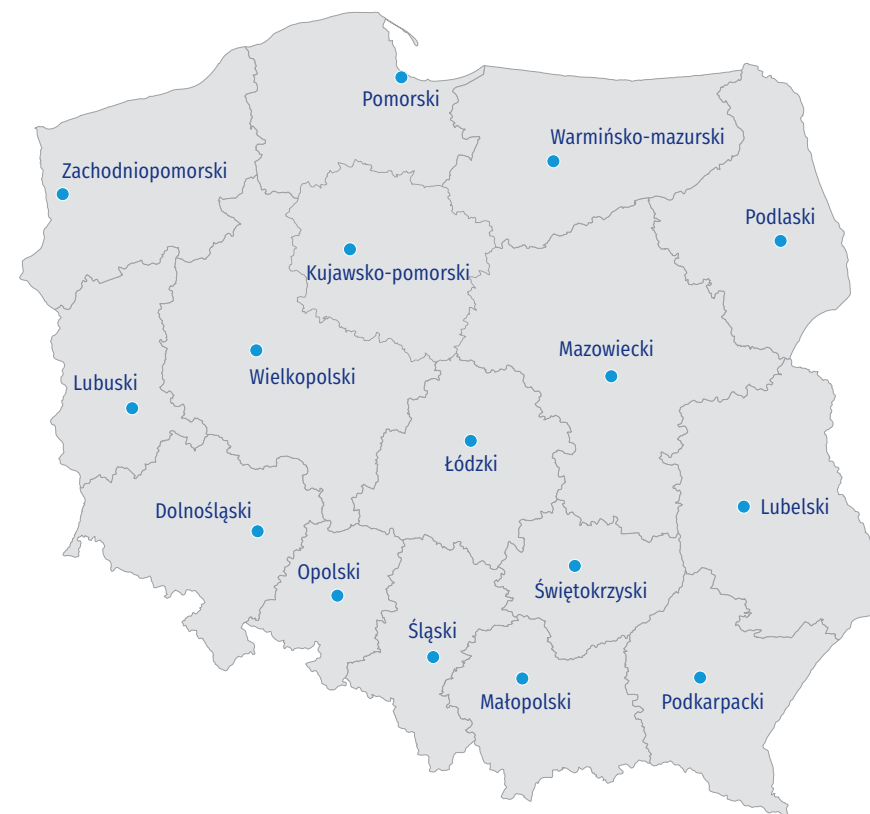 Pomorski
Warmińsko-mazurski
Zachodniopomorski
Podlaski
Kujawsko-pomorski
Mazowiecki
Wielkopolski
Lubuski
Łódzki
Dolnośląski
Lubelski
Opolski
Świętokrzyski
Śląski
Małopolski
Podkarpacki